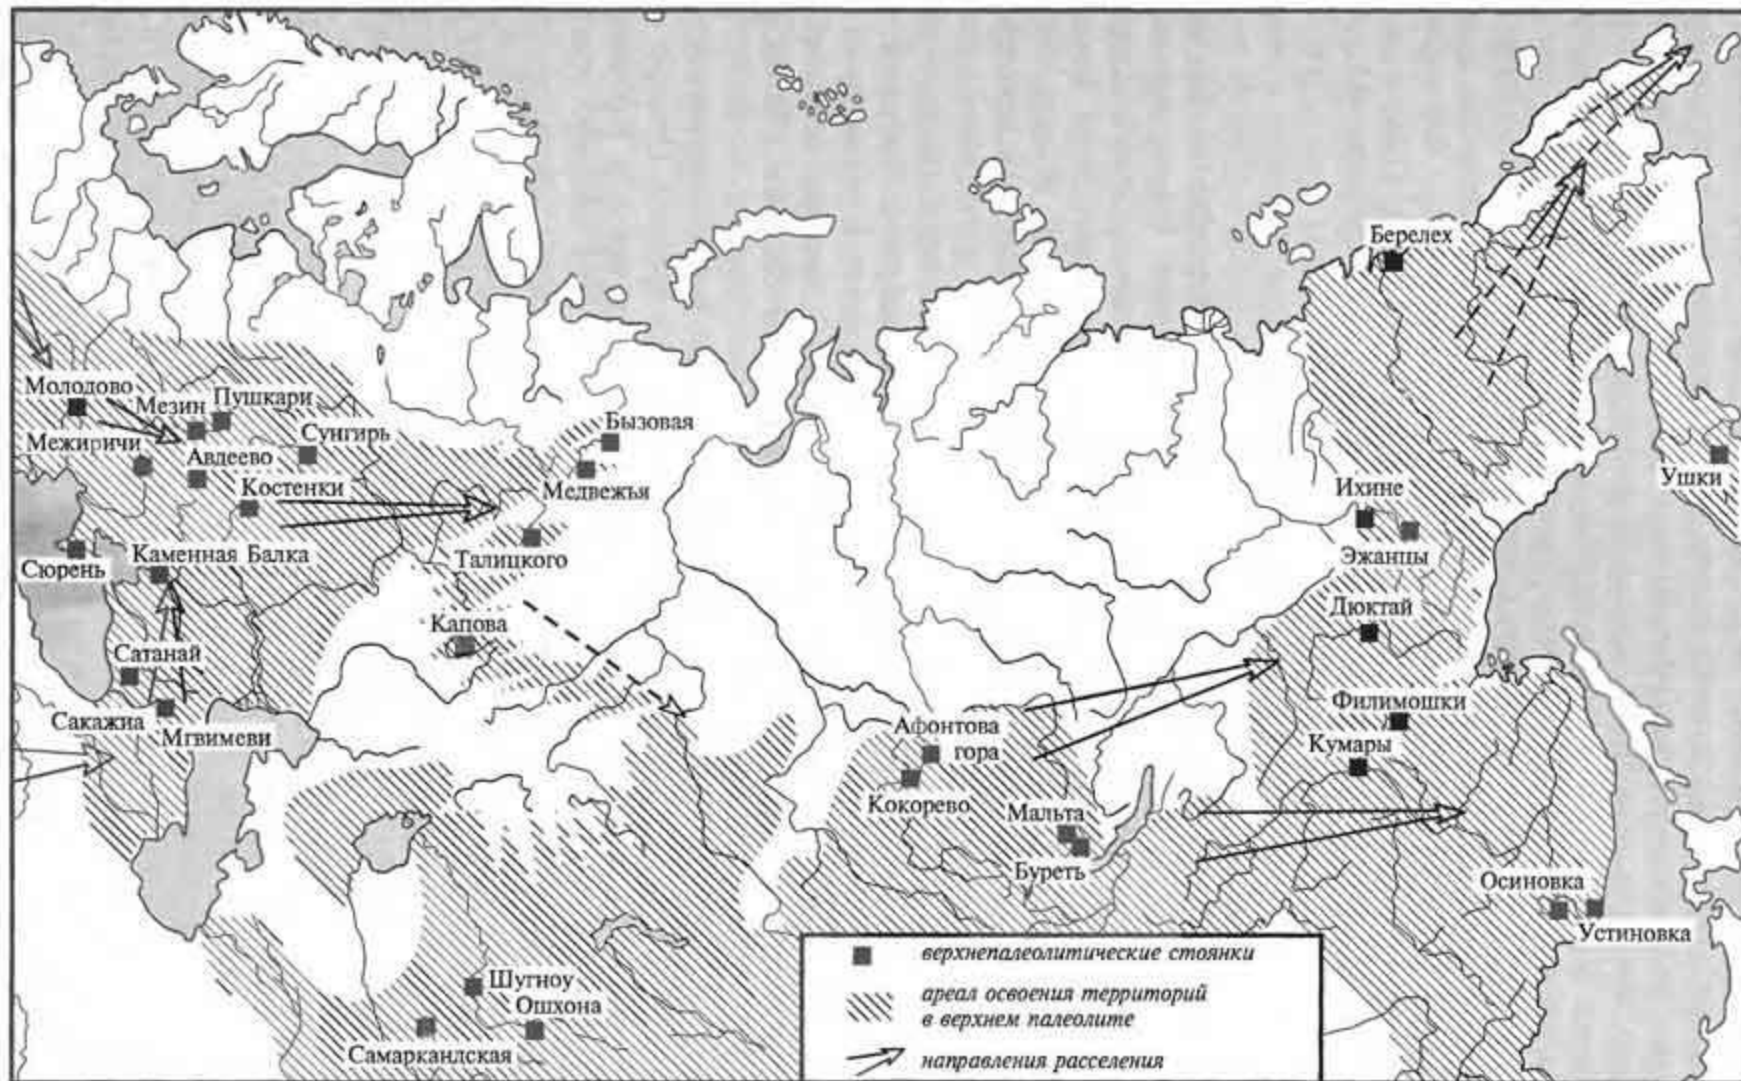 Берелех
Молодово
Мезин
Пушкари
Межиричи
Сунгирь
Авдеево
Костенки
Бызовая
Медвежья
Ушки
Ихине
Эжанцы
Сюрень
Каменная Балка
Талицкого
Дюктай
Капова
Сатанай
Сакажиа
Мгвимеви
Филимошки
Кумары
Афонтова
гора
Кокорево
Мальта
Буреть
Осиновка
Устиновка
Шугноу
Ошхона
Самаркандская
верхнепалеолитические стоянки
ареал освоения территорий
в верхнем палеолите
направления расселения